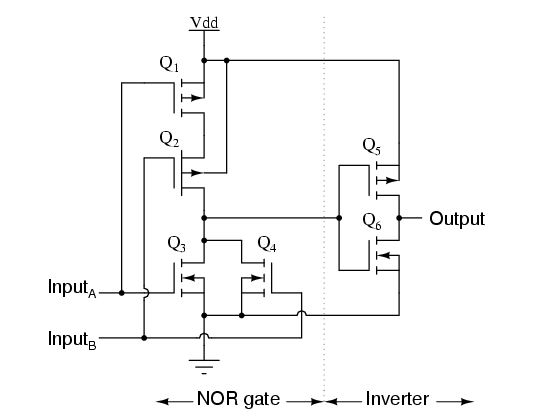 Vdd
Q1
Q2
Q5
Q6
Output
Q3
Q4
InputA
InputB
NOR gate
Inverter